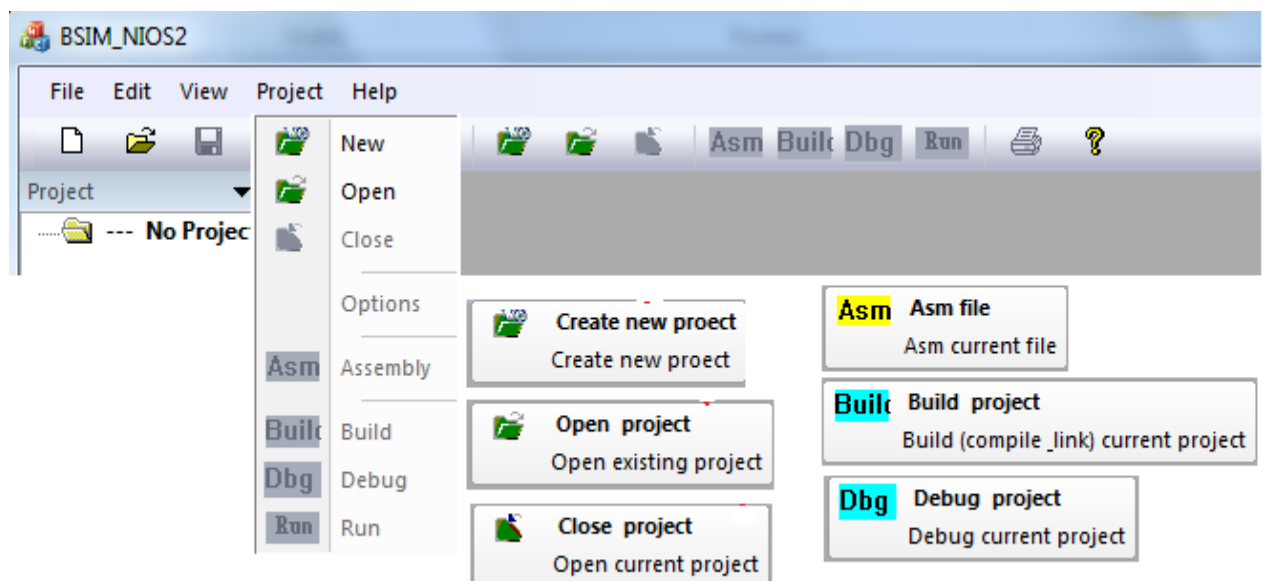 BSIM_NIOS2
File Edit View Project Help
Asm Build Dbg Run ?
Project
--- No Projec
New
Open
Close
Options
Asm Assembly
Build Build
Dbg Debug
Run Run
Create new proect
Create new proect
Open project
Open existing project
Close project
Open current project
Asm Asm file
Asm current file
Build Build project
Build (compile _link) current project
Dbg Debug project
Debug current project